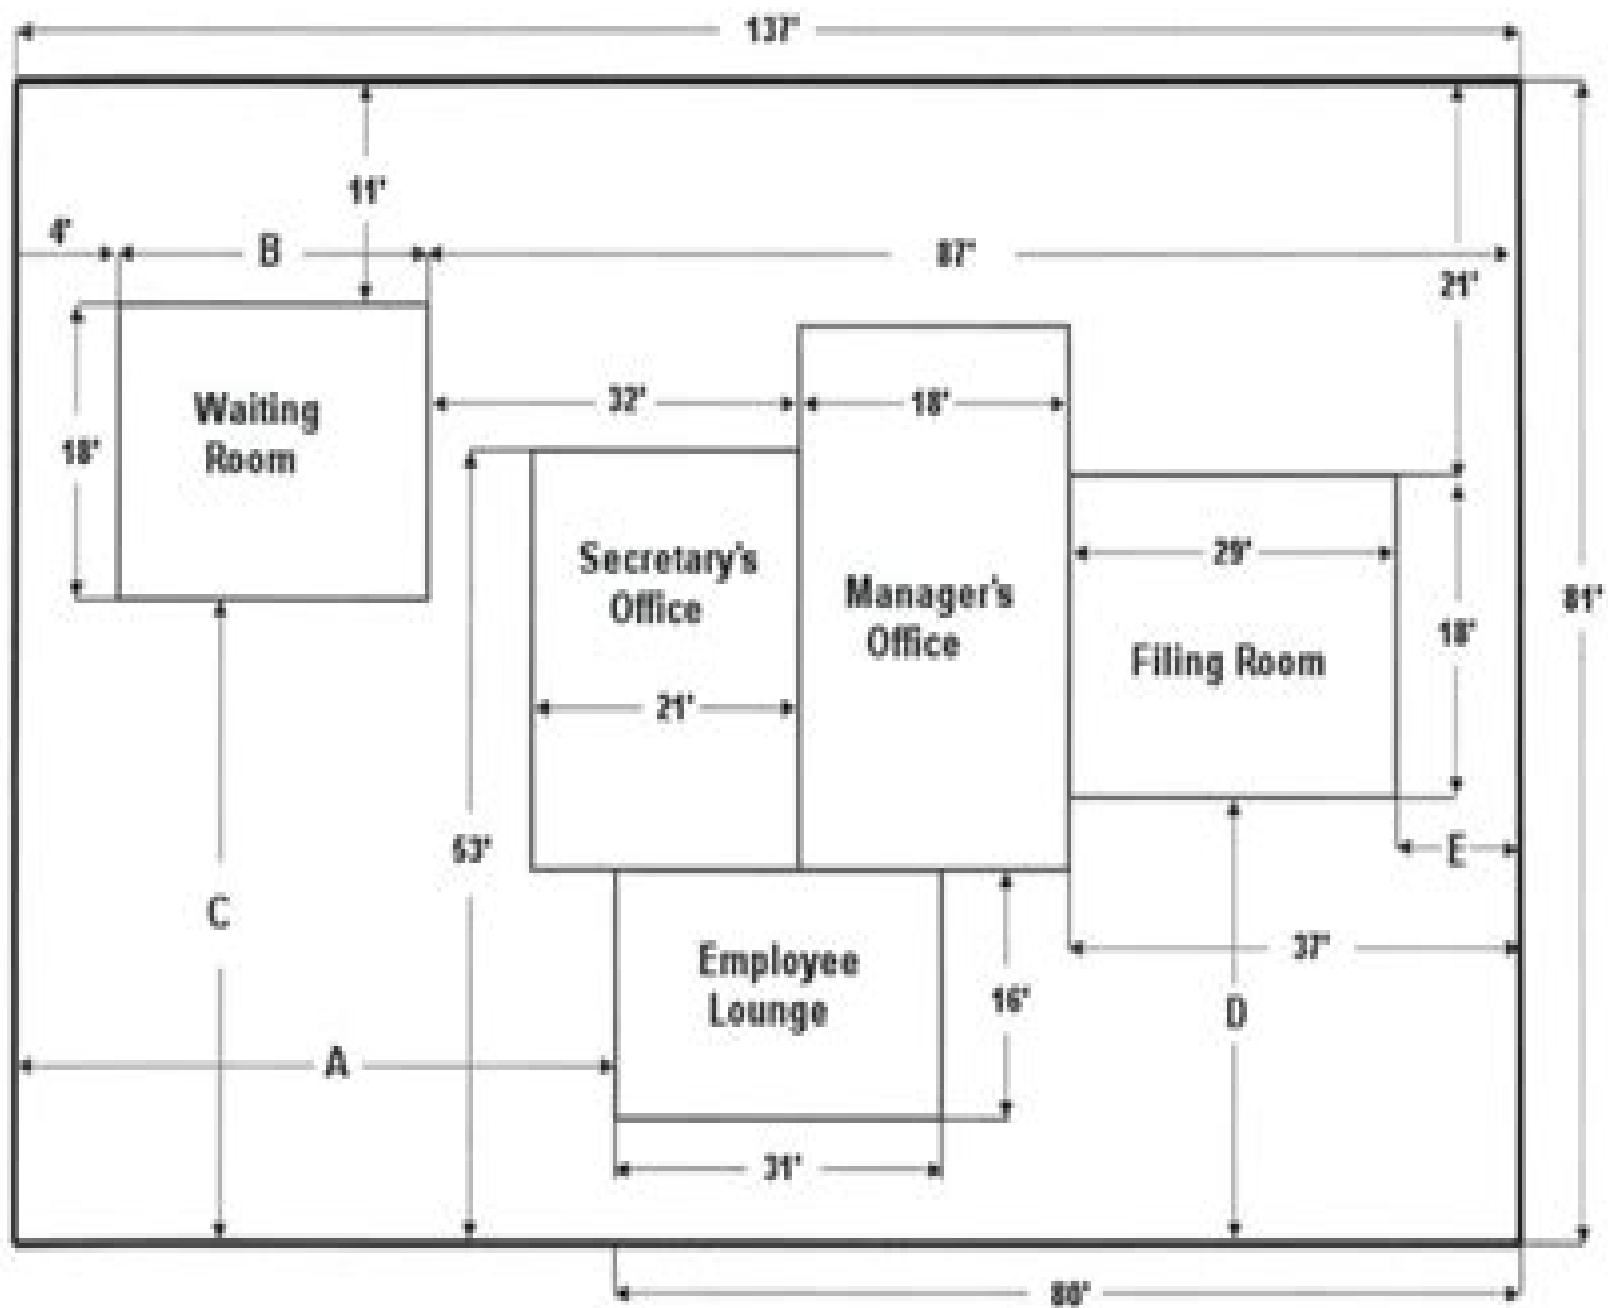 137'
11'
4'
B
87'
21'
32'
18'
Waiting
Room
18'
Secretary's
Office
Manager's
Office
29'
81'
18'
Filing Room
21'
53'
E
C
37'
Employee
Lounge
16'
D
A
31'
80'